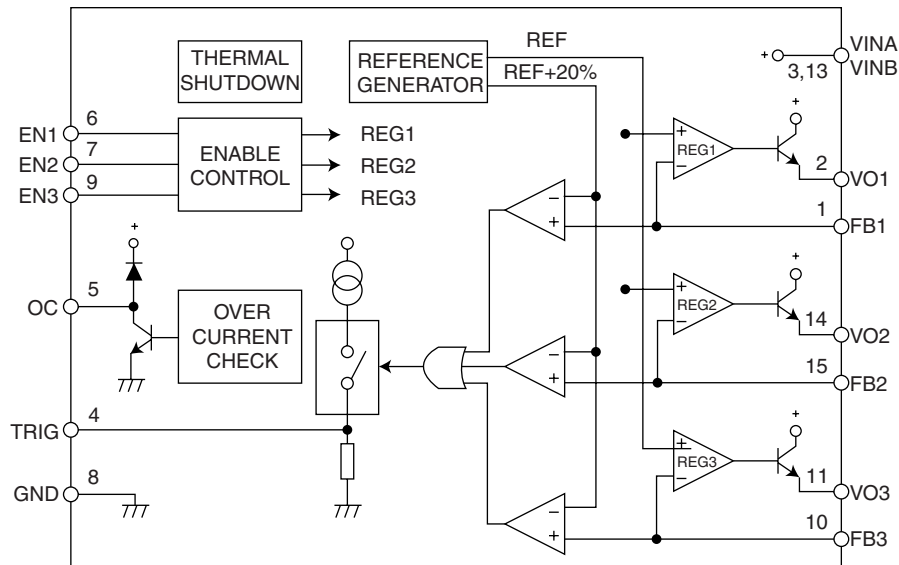 THERMAL
SHUTDOWN
REFERENCE
GENERATOR
REF
REF+20%
+
3,13
VINA
VINB
EN1
6
EN2
7
EN3
9
ENABLE
CONTROL
REG1
REG2
REG3
+
REG1
−
+
2
VO1
1
FB1
−
+
+
OC
5
OVER
CURRENT
CHECK
+
REG2
−
+
14
VO2
15
FB2
−
+
TRIG
4
GND
8
+
REG3
−
+
11
VO3
10
FB3
−
+